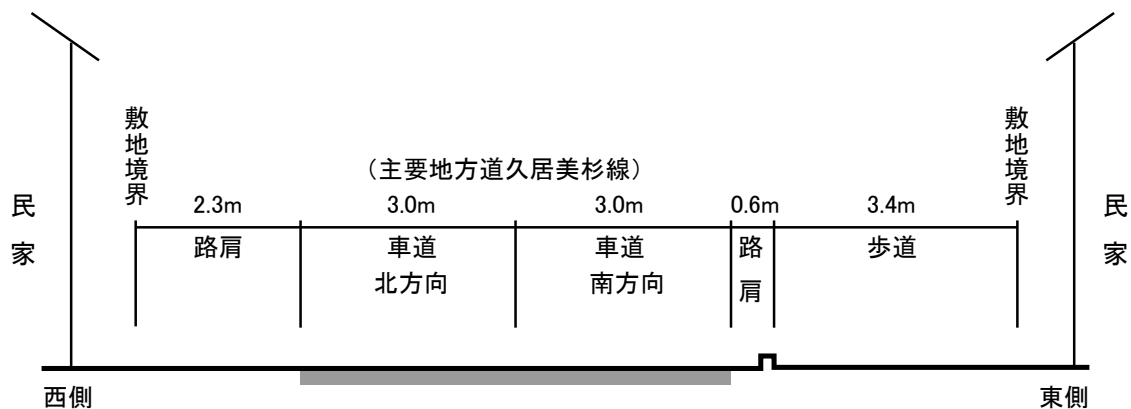 (主要地方道久居美杉線)
敷地境界
敷地境界
民家
民家
2.3m
3.0m
3.0m
0.6m
3.4m
路肩
車道
北方向
車道
南方向
路肩
歩道
西側
東側